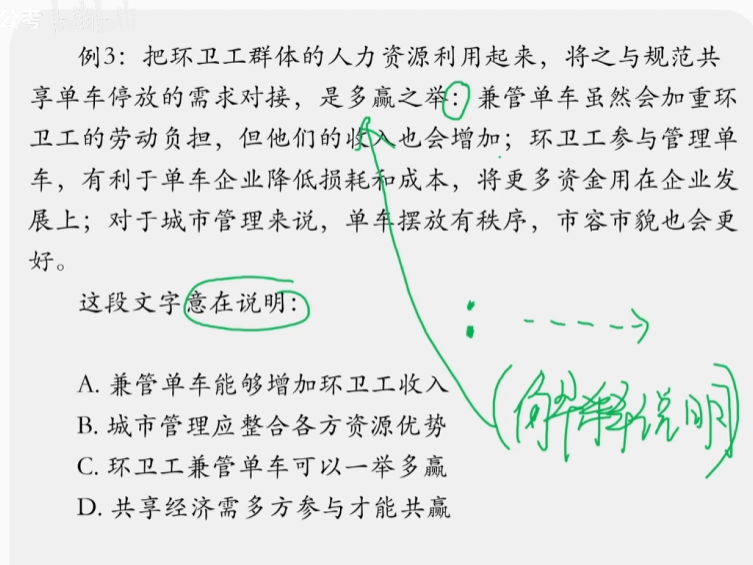 公考
例3：把环卫工群体的人力资源利用起来，将之与规范共
享单车停放的需求对接，是多赢之举：兼管单车虽然会加重环
卫工的劳动负担，但他们的收入也会增加；环卫工参与管理单
车，有利于单车企业降低损耗和成本，将更多资金用在企业发
展上；对于城市管理来说，单车摆放有秩序，市容市貌也会更
好。
这段文字意在说明：
：----→
A. 兼管单车能够增加环卫工收入
（解释说明）
B. 城市管理应整合各方资源优势
C. 环卫工兼管单车可以一举多赢
D. 共享经济需多方参与才能共赢